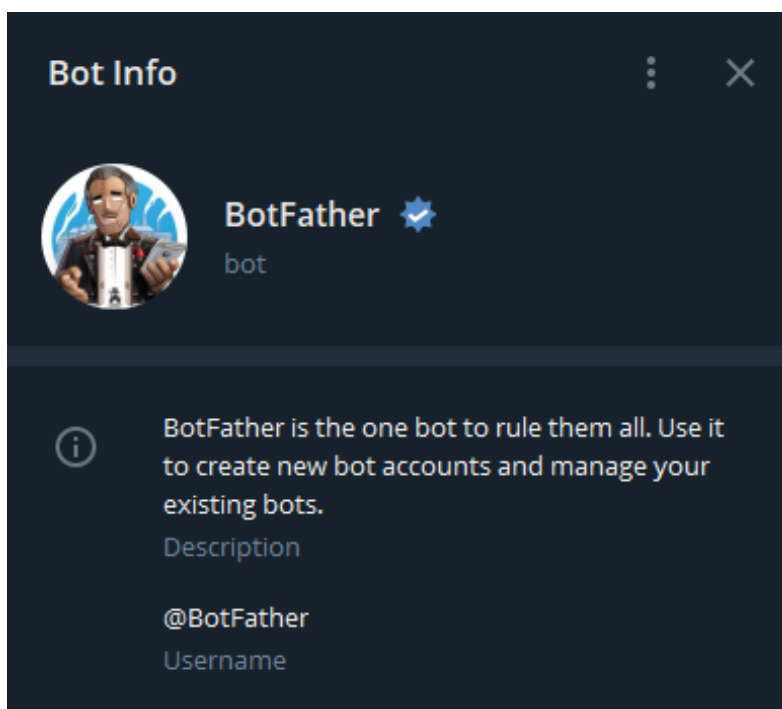 Bot Info
BotFather
bot
BotFather is the one bot to rule them all. Use it
to create new bot accounts and manage your
existing bots.
Description
@BotFather
Username